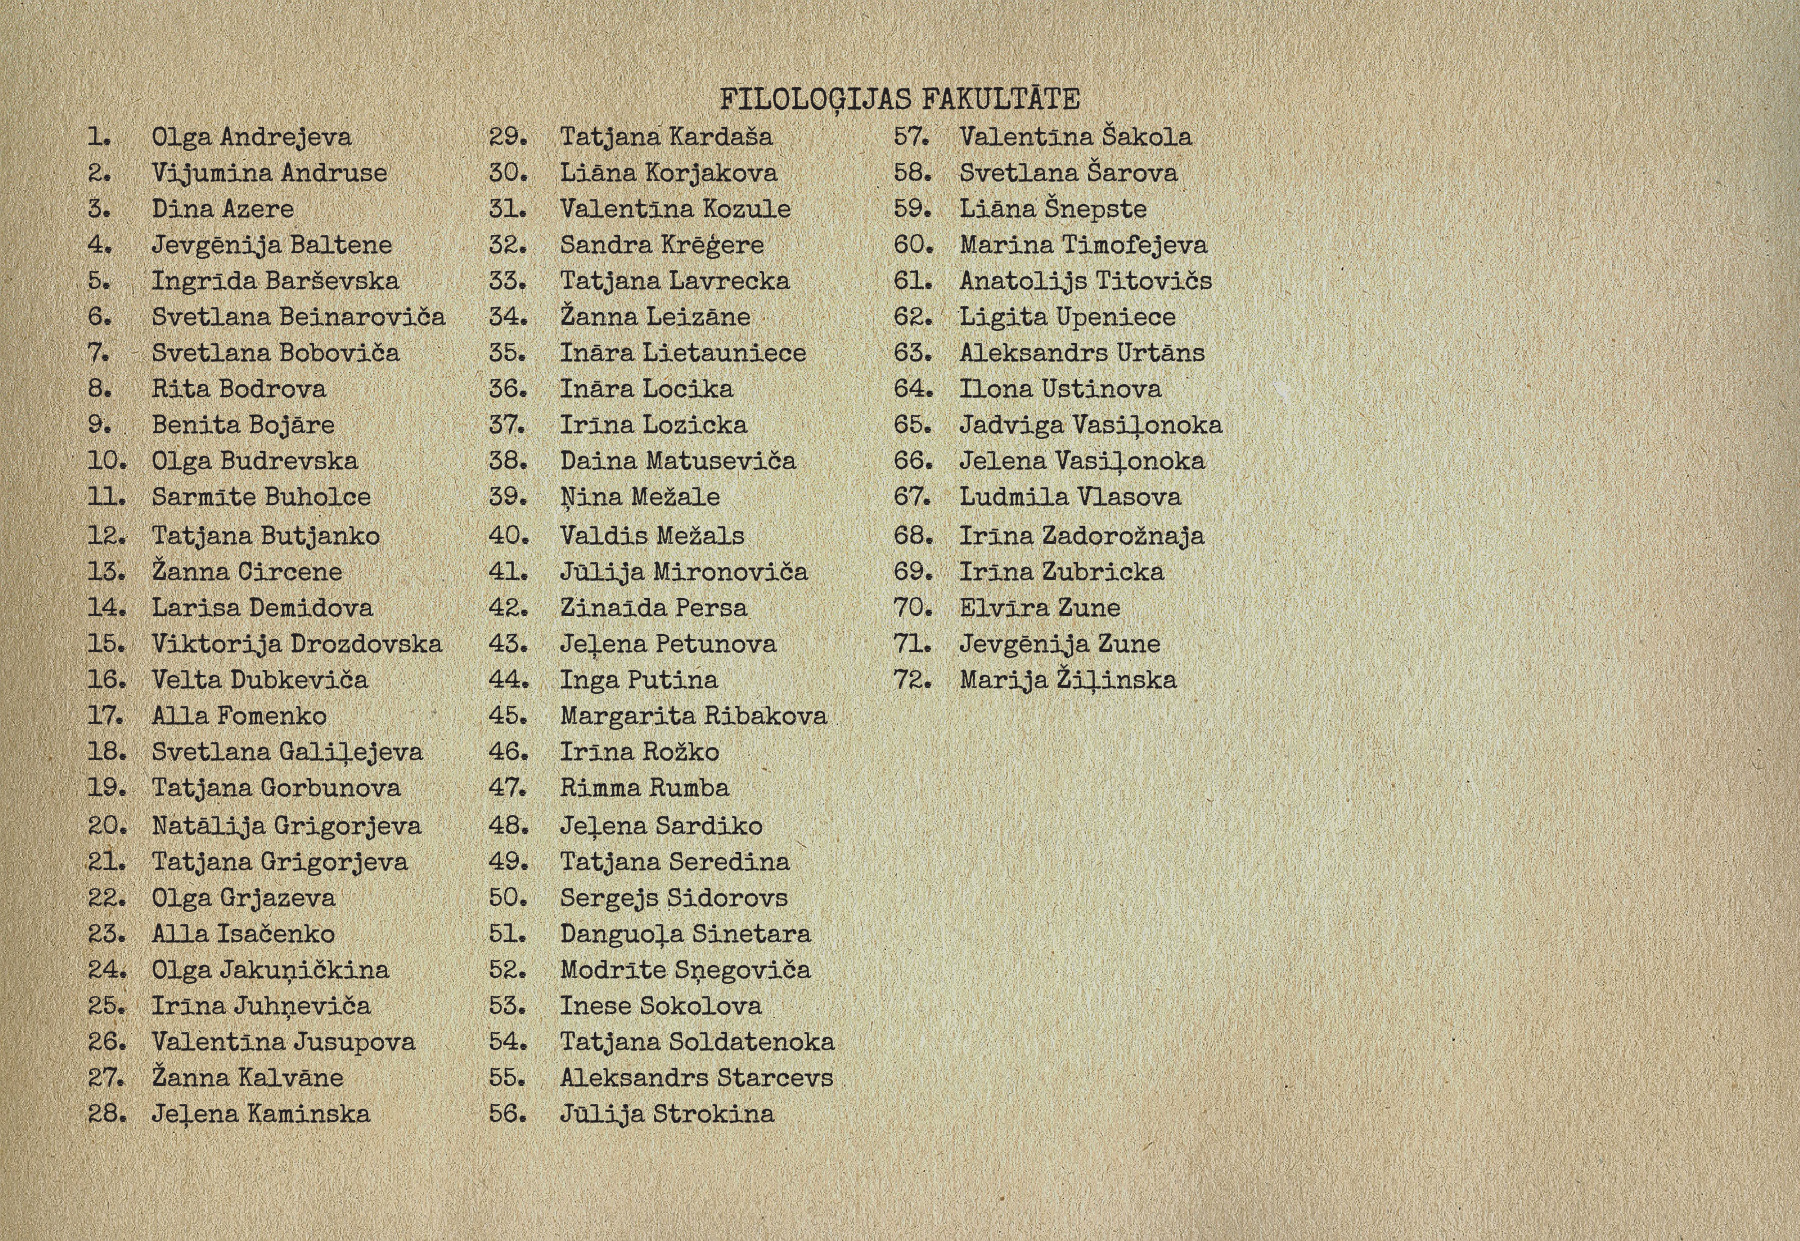 FILOLOĢIJAS FAKULTĀTE
1. Olga Andrejeva
2. Vijumina Andruse
3. Dina Azere
4. Jevgēnija Baltene
5. Ingrīda Barševska
6. Svetlana Beinaroviča
7. Svetlana Boboviča
8. Rita Bodrova
9. Benita Bojāre
10. Olga Budrevska
11. Sarmīte Buholce
12. Tatjana Butjanko
13. Žanna Circene
14. Larisa Demidova
15. Viktorija Drozdovska
16. Velta Dubkeviča
17. Alla Fomenko
18. Svetlana Galiļejeva
19. Tatjana Gorbunova
20. Natālija Grigorjeva
21. Tatjana Grigorjeva
22. Olga Grjazeva
23. Alla Isačenko
24. Olga Jakuņičkina
25. Irīna Juhņeviča
26. Valentīna Jusupova
27. Žanna Kalvāne
28. Jeļena Kaminska
29. Tatjana Kardaša
30. Liāna Korjakova
31. Valentīna Kozule
32. Sandra Krēģere
33. Tatjana Lavrecka
34. Žanna Leizāne
35. Ināra Lietauniece
36. Ināra Locika
37. Irīna Lozicka
38. Daina Matuseviča
39. Ņina Mežale
40. Valdis Mežals
41. Jūlija Mironoviča
42. Zinaīda Persa
43. Jeļena Petunova
44. Inga Putina
45. Margarita Ribakova
46. Irīna Rožko
47. Rimma Rumba
48. Jeļena Sardiko
49. Tatjana Seredina
50. Sergejs Sidorovs
51. Danguoļa Sinetara
52. Modrīte Sņegoviča
53. Inese Sokolova
54. Tatjana Soldatenoka
55. Aleksandrs Starcevs
56. Jūlija Strokina
57. Valentīna Šakola
58. Svetlana Šarova
59. Liāna Šnepste
60. Marina Timofejeva
61. Anatolijs Titovičs
62. Ligita Upeniece
63. Aleksandrs Urtāns
64. Ilona Ustinova
65. Jadviga Vasiļonoka
66. Jelena Vasiļonoka
67. Ludmila Vlasova
68. Irīna Zadorožnaja
69. Irīna Zubricka
70. Elvīra Zune
71. Jevgēnija Zune
72. Marija Žiļinska